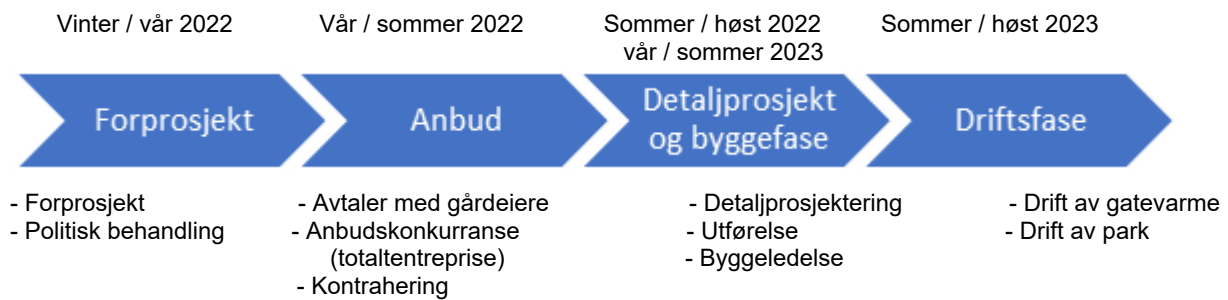 Vinter / vår 2022
Vår / sommer 2022
Sommer / høst 2022
vår / sommer 2023
Sommer / høst 2023
Forprosjekt
Anbud
Detaljprosjekt
og byggefase
Driftsfase
- Forprosjekt
- Politisk behandling
- Avtaler med gårdeiere
- Anbudskonkurranse
(totaltentreprise)
- Kontrahering
- Detaljprosjektering
- Utførelse
- Byggeledelse
- Drift av gatevarme
- Drift av park